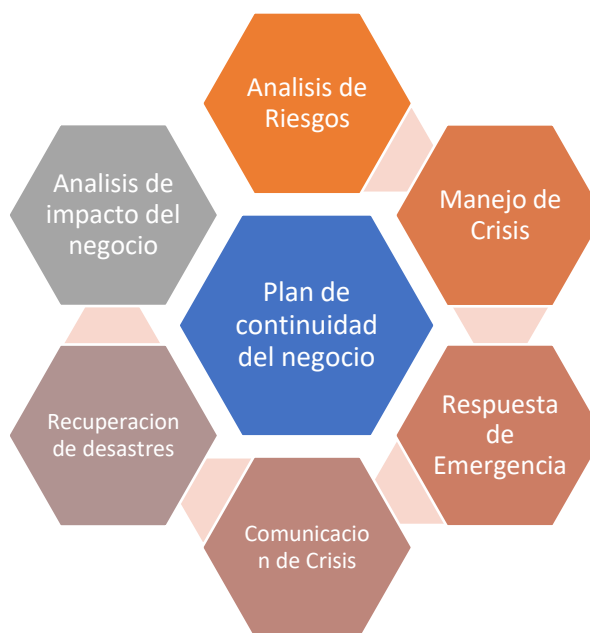 Analisis de
Riesgos
Manejo de
Crisis
Respuesta
de
Emergencia
Comunicacio
n de Crisis
Recuperacion
de desastres
Analisis de
impacto del
negocio
Plan de
continuidad
del negocio